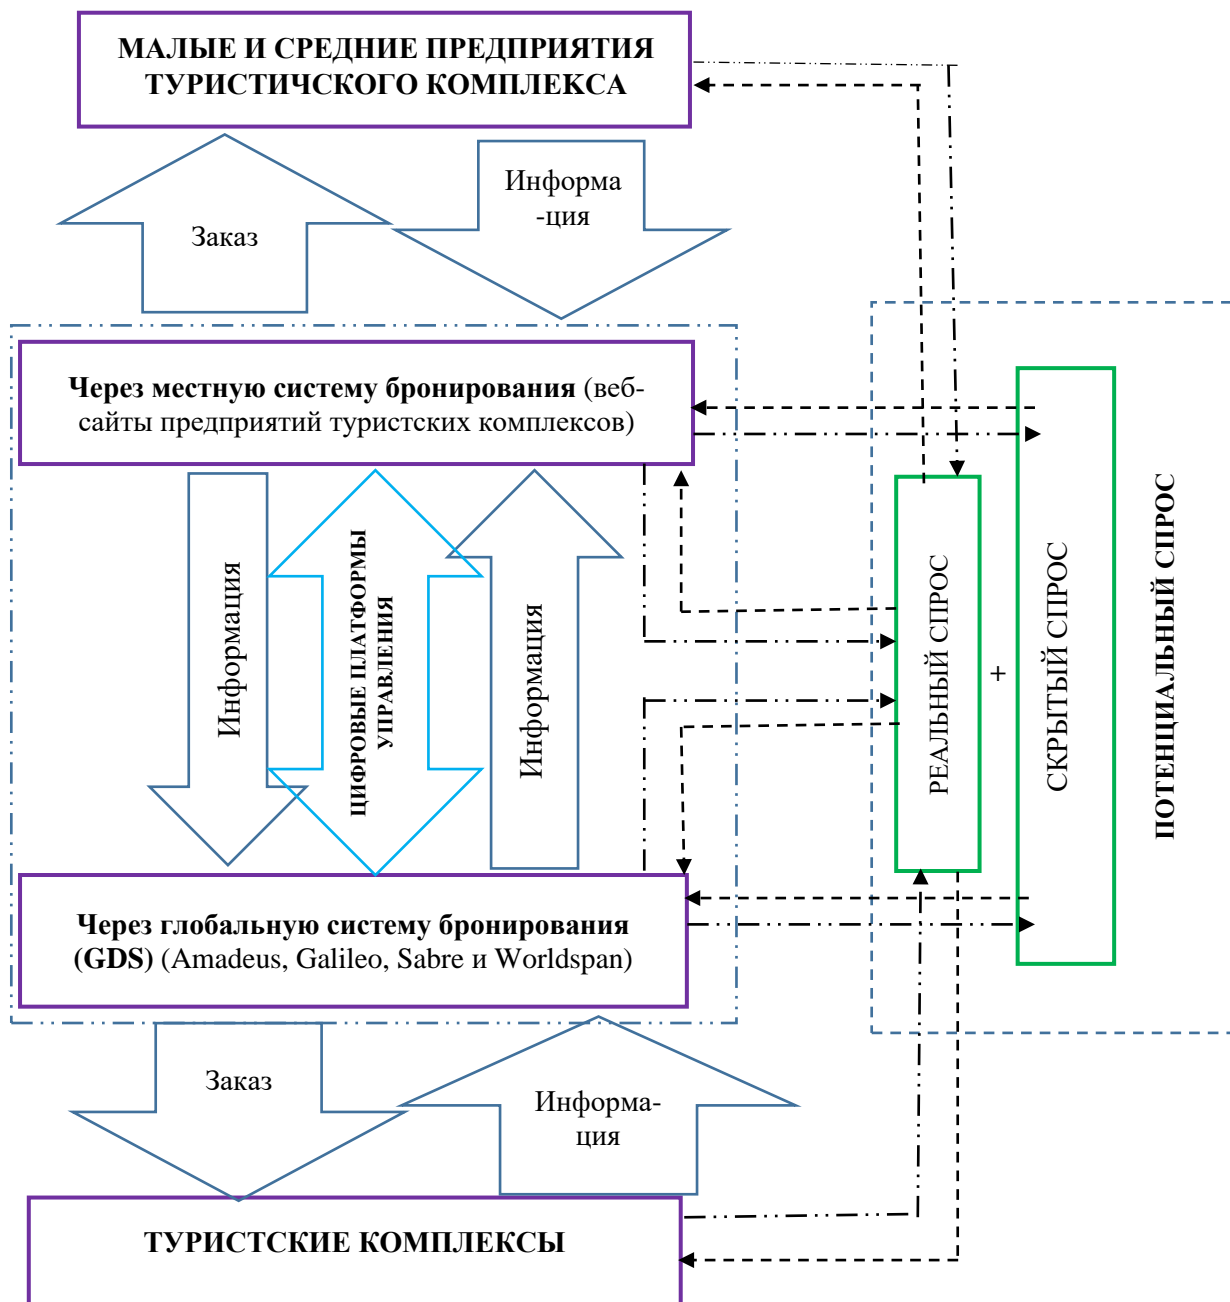 МАЛЫЕ И СРЕДНИЕ ПРЕДПРИЯТИЯ
ТУРИСТИЧСКОГО КОМПЛЕКСА
Заказ
Информа
-ция
Через местную систему бронирования (веб-
сайты предприятий туристских комплексов)
Информация
ЦИФРОВЫЕ ПЛАТФОРМЫ
УПРАВЛЕНИЯ
Информация
РЕАЛЬНЫЙ СПРОС
+
СКРЫТЫЙ СПРОС
ПОТЕНЦИАЛЬНЫЙ СПРОС
Через глобальную систему бронирования
(GDS) (Amadeus, Galileo, Sabre и Worldspan)
Заказ
Информа-
ция
ТУРИСТСКИЕ КОМПЛЕКСЫ